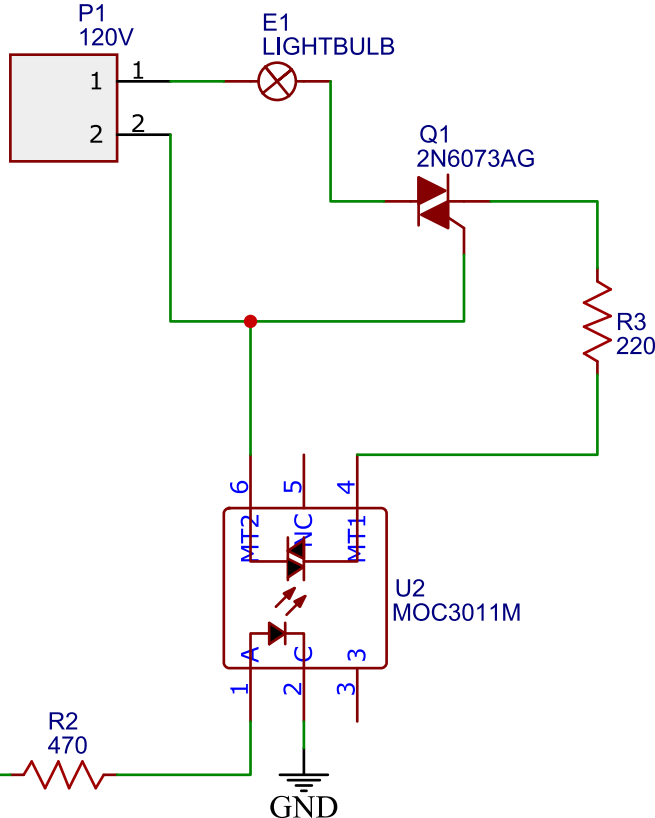 P1
120V
1
1
2
2
E1
LIGHTBULB
Q1
2N6073AG
R3
220
6
5
4
MT2
NC
MT1
U2
MOC3011M
A
C
3
1
2
3
R2
470
GND